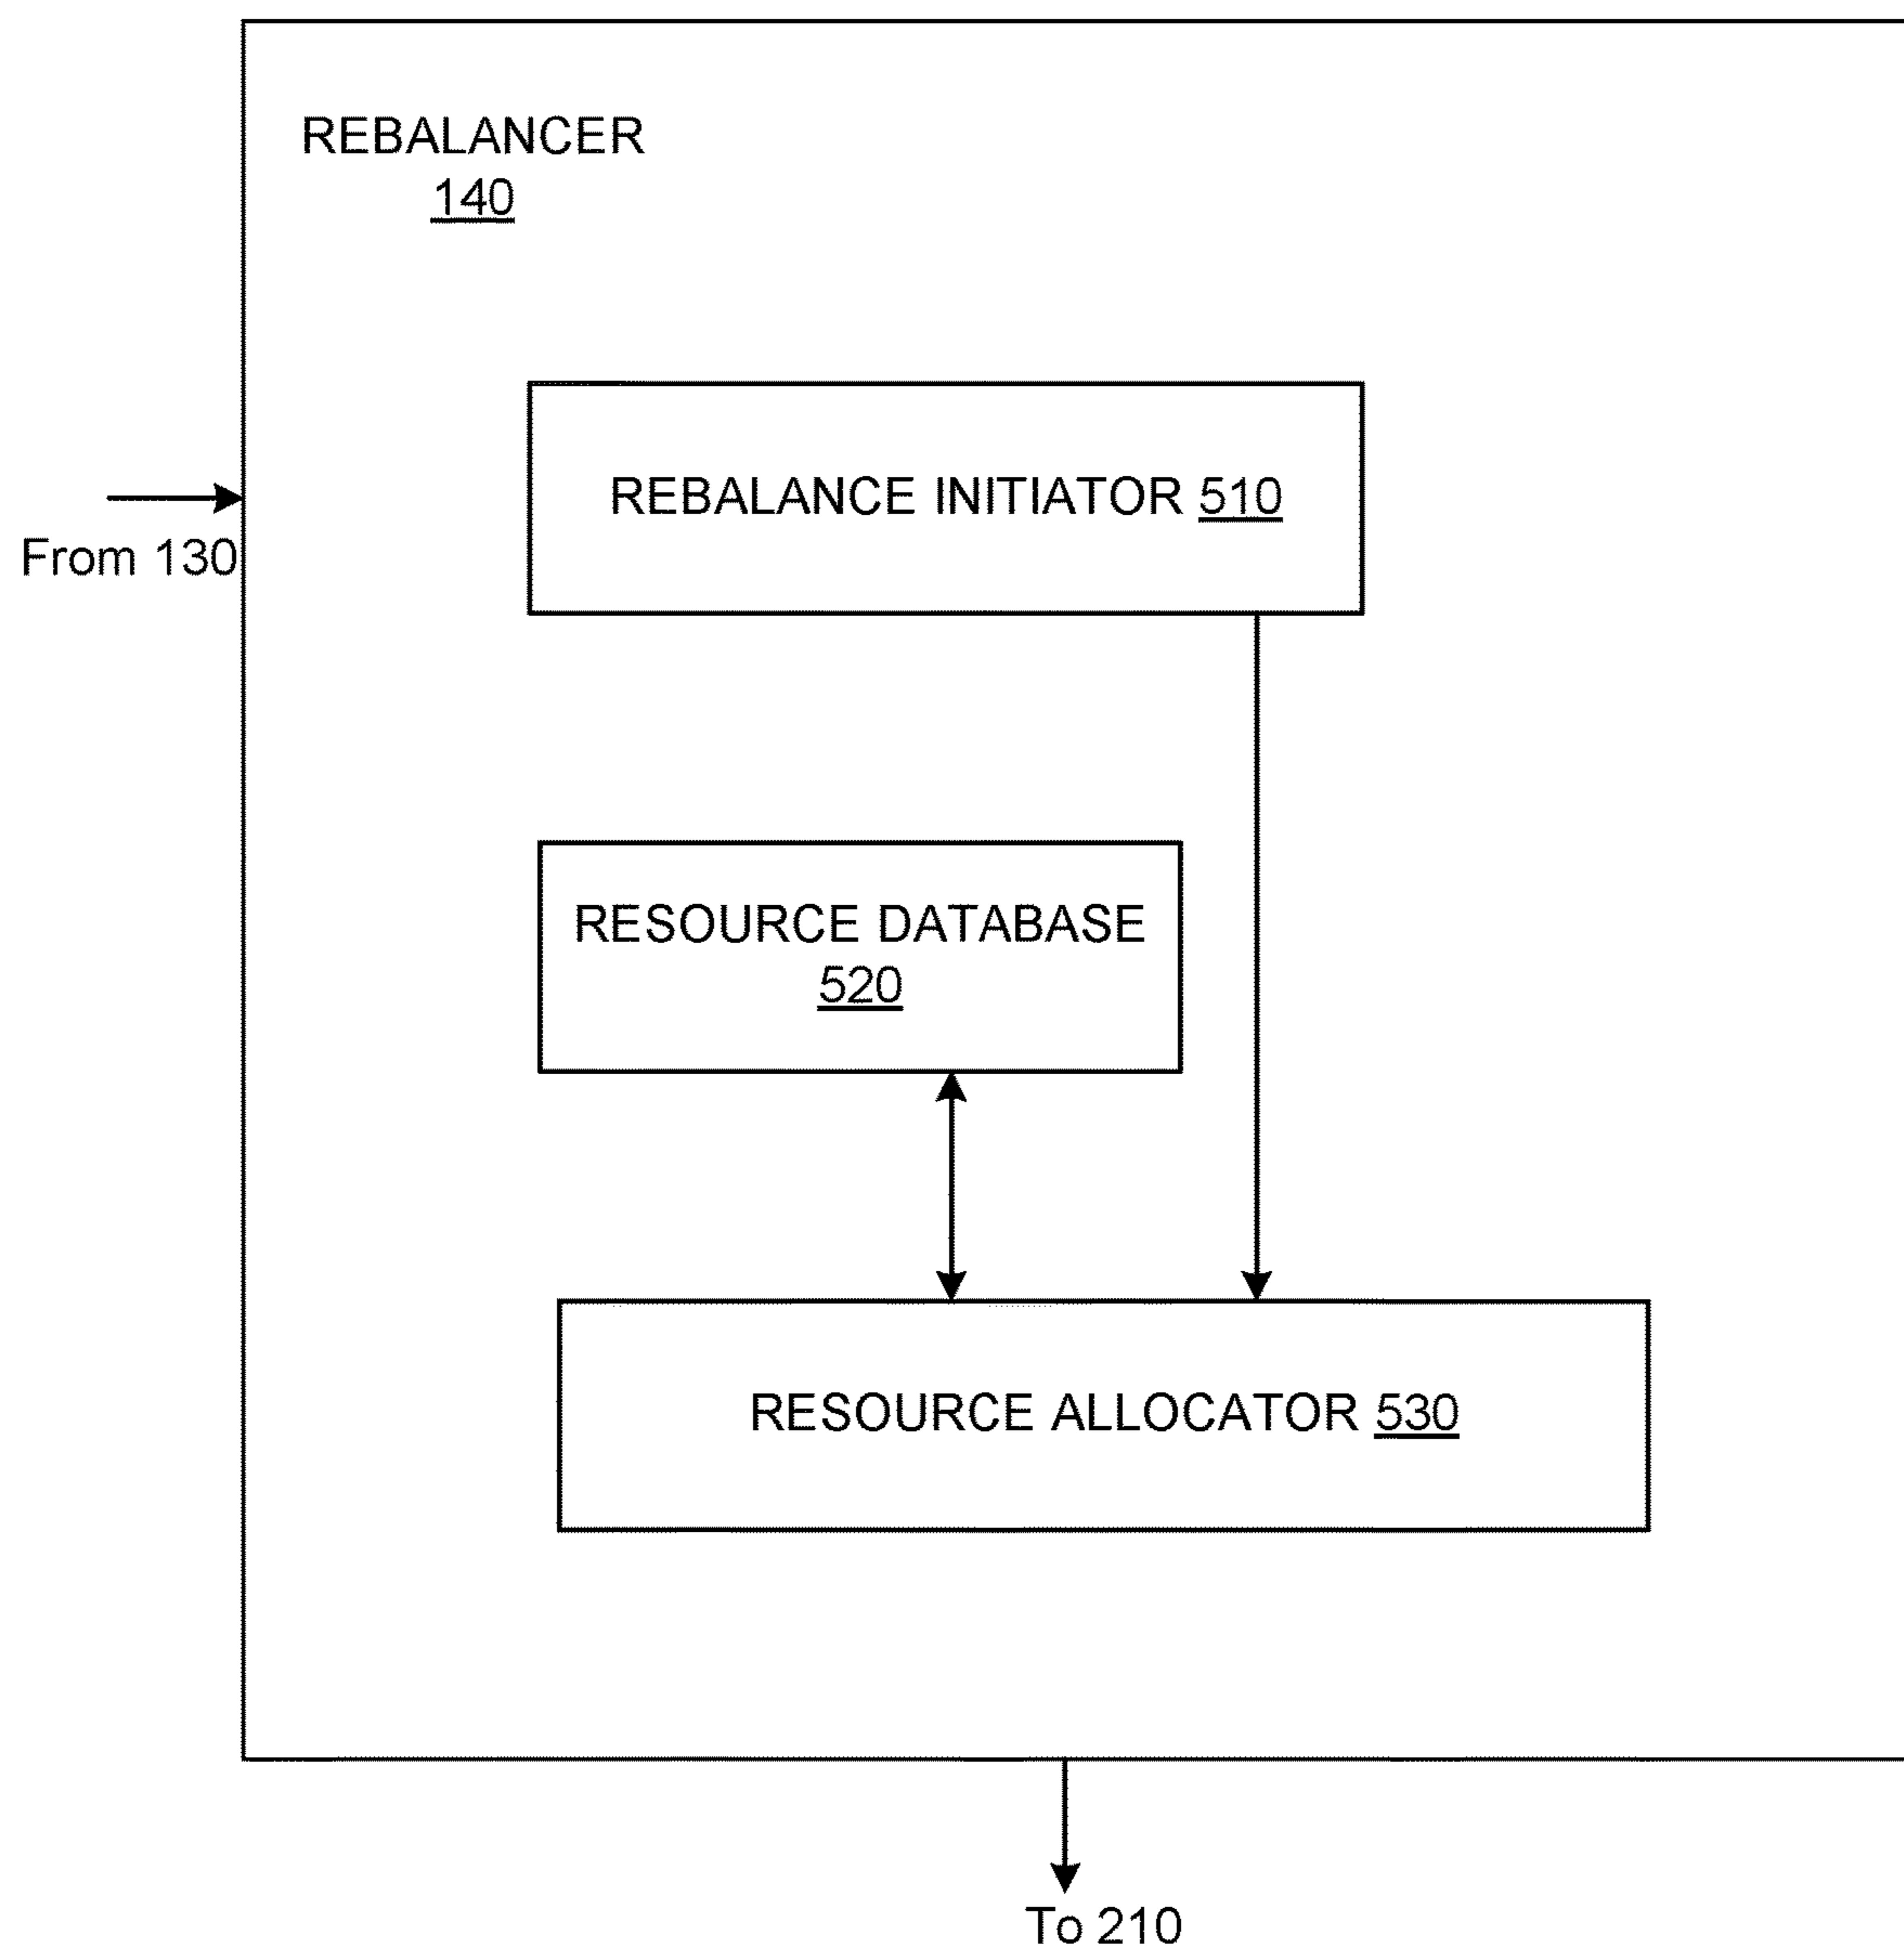 REBALANCER
140
REBALANCE INITIATOR 510
From 130
RESOURCE DATABASE
520
RESOURCE ALLOCATOR 530
To 210